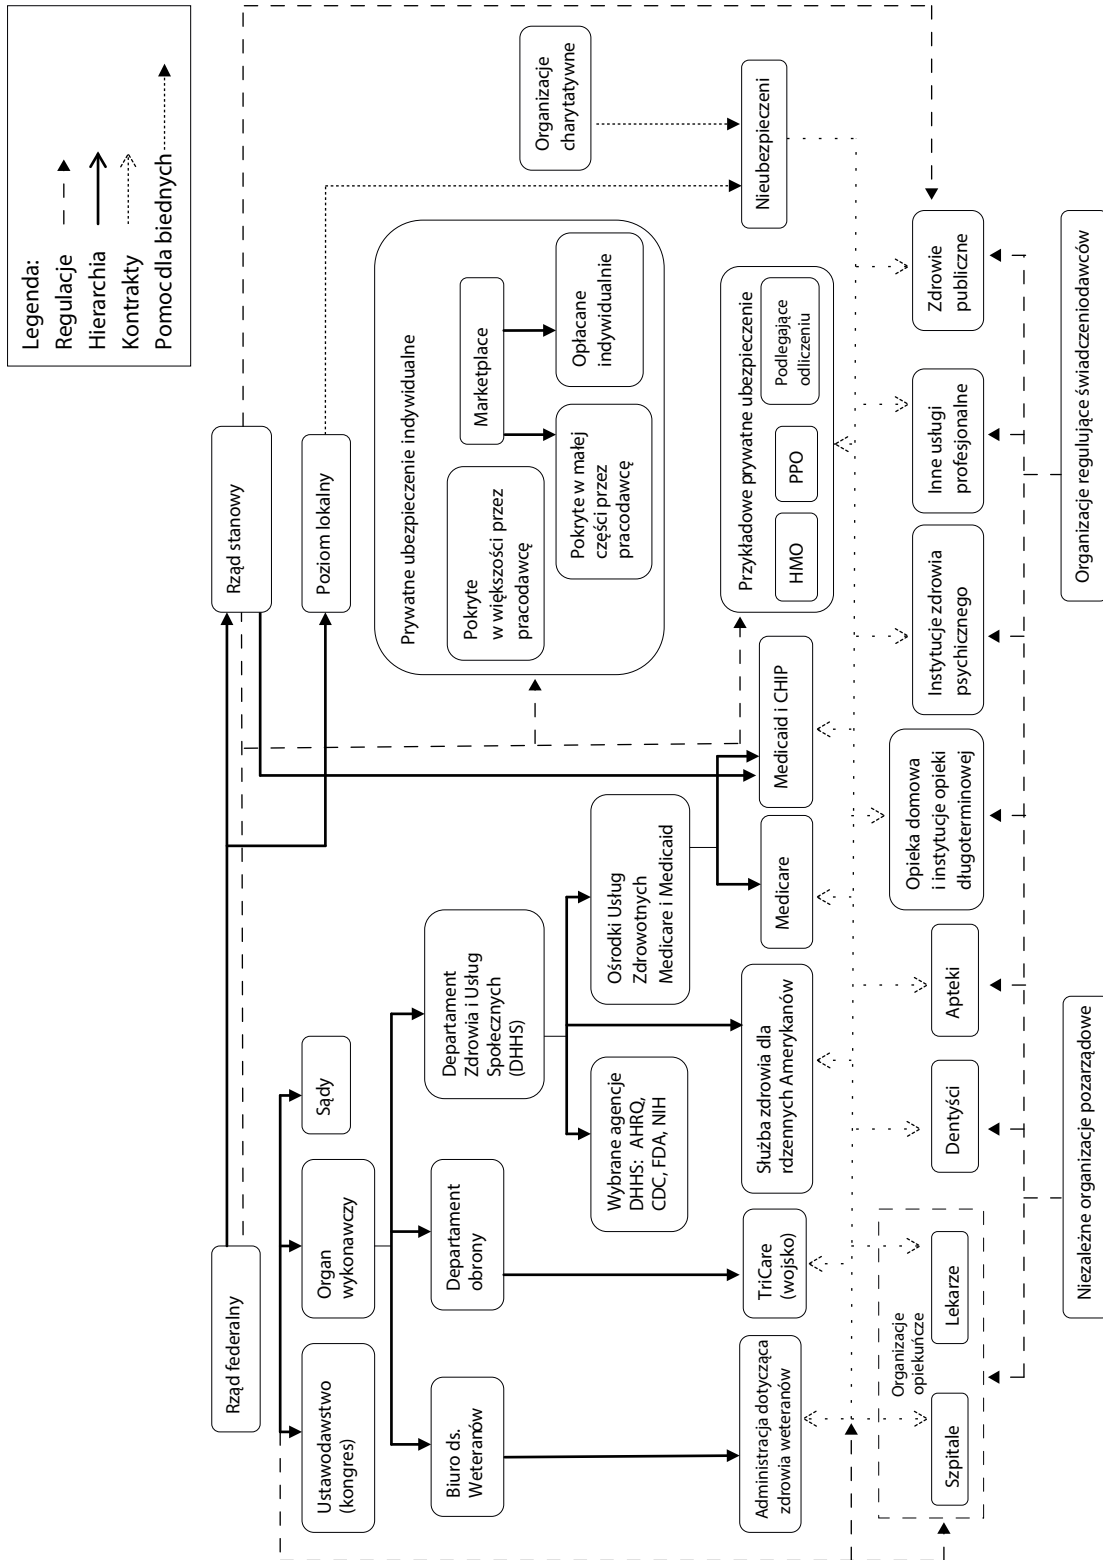 Legenda:
Regulacje
Hierarchia
Kontrakty
Pomoc dla biednych
Rząd federalny
Rząd stanowy
Ustawodawstwo
(kongres)
Organ
wykonawczy
Sądy
Poziom lokalny
Biuro ds.
Weteranów
Departament
obrony
Departament
Zdrowia i Usług
Społecznych
(DHHS)
Prywatne ubezpieczenie indywidualne
Pokryte
w większości przez
pracodawcę
Marketplace
Pokryte w małej
części przez
pracodawcę
Opłacane
indywidualnie
Organizacje
charytatywne
Wybrane agencje
DHHS: AHRQ,
CDC, FDA, NIH
Ośrodki Usług
Zdrowotnych
Medicare i Medicaid
Administracja dotycząca
zdrowia weteranów
TriCare
(wojsko)
Służba zdrowia dla
rdzennych Amerykanów
Medicare
Medicaid i CHIP
Przykładowe prywatne ubezpieczenie
HMO
PPO
Podlegające
odliczeniu
Nieubezpieczeni
Organizacje
opiekuńcze
Szpitale
Lekarze
Dentyści
Apteki
Opieka domowa
i instytucje opieki
długoterminowej
Instytucje zdrowia
psychicznego
Inne usługi
profesjonalne
Zdrowie
publiczne
Niezależne organizacje pozarządowe
Organizacje regulujące świadczeniodawców